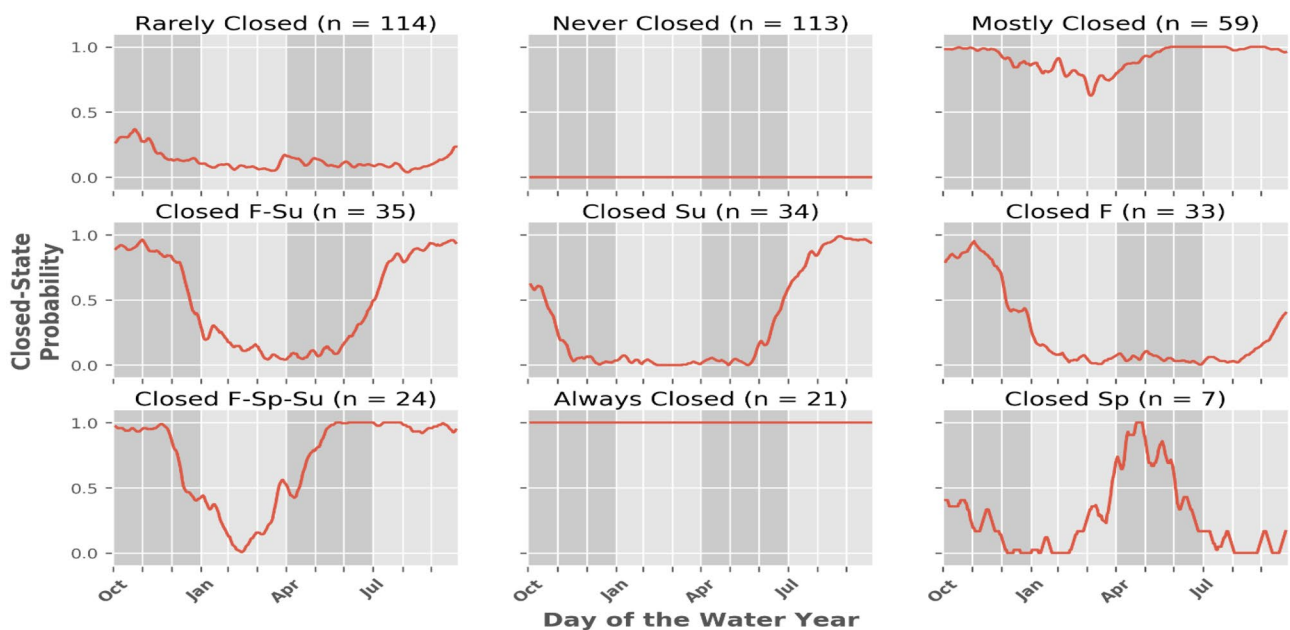 Rarely Closed (n = 114)
Never Closed (n = 113)
Mostly Closed (n = 59)
1.0
0.5
0.0
Closed F-Su (n = 35)
Closed Su (n = 34)
Closed F (n = 33)
1.0
0.5
0.0
Closed-State
Probability
Closed F-Sp-Su (n = 24)
Always Closed (n = 21)
Closed Sp (n = 7)
1.0
0.5
0.0
Oct
Jan
Apr
Jul
Oct
Jan
Apr
Jul
Oct
Jan
Apr
Jul
Day of the Water Year